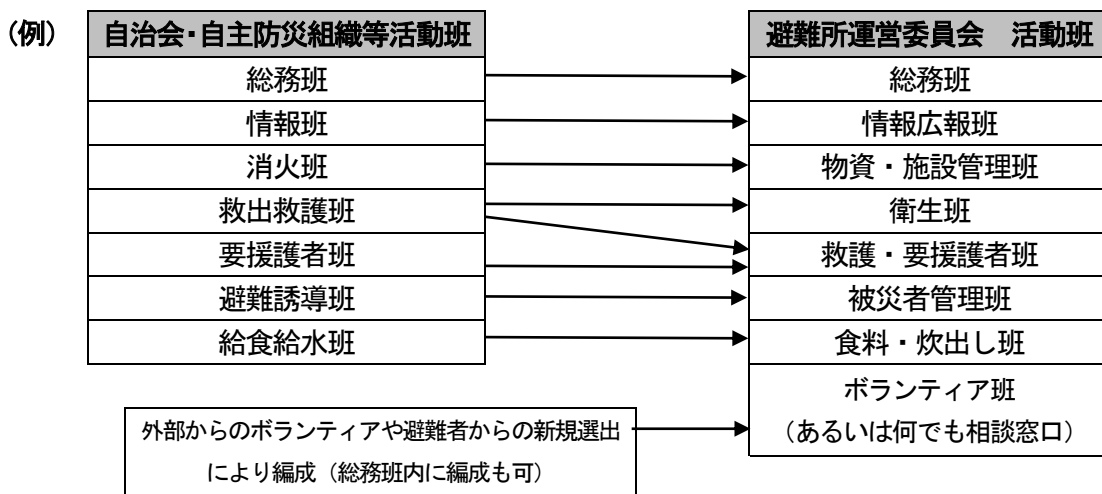 （例）
自治会・自主防災組織等活動班
総務班
情報班
消火班
救出救護班
要援護者班
避難誘導班
給食給水班
避難所運営委員会　活動班
総務班
情報広報班
物資・施設管理班
衛生班
救護・要援護者班
被災者管理班
食料・炊出し班
ボランティア班
（あるいは何でも相談窓口）
外部からのボランティアや避難者からの新規選出
により編成（総務班内に編成も可）